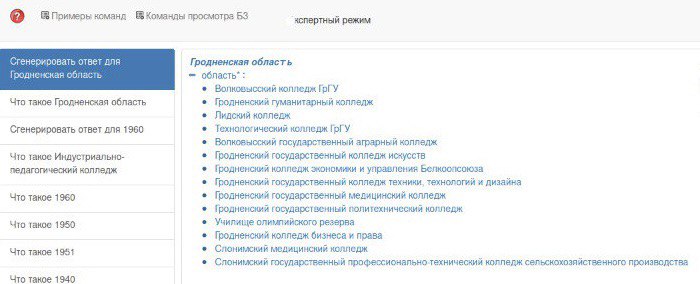 ?
Примеры команд
Команды просмотра БЗ
кспертный режим
Сгенерировать ответ для
Гродненская область
Что такое Гродненская область
Сгенерировать ответ для 1960
Что такое Индустриально-
педагогический колледж
Что такое 1960
Что такое 1950
Что такое 1951
Что такое 1940
Гродненская область
область*:
Волковысский колледж ГрГУ
Гродненский гуманитарный колледж
Лидский колледж
Технологический колледж ГрГУ
Волковысский государственный аграрный колледж
Гродненский государственный колледж искусств
Гродненский колледж экономики и управления Белкоопсоюза
Гродненский государственный колледж техники, технологий и дизайна
Гродненский государственный медицинский колледж
Гродненский государственный политехнический колледж
Училище олимпийского резерва
Гродненский колледж бизнеса и права
Слонимский медицинский колледж
Слонимский государственный профессионально-технический колледж сельскохозяйственного производства